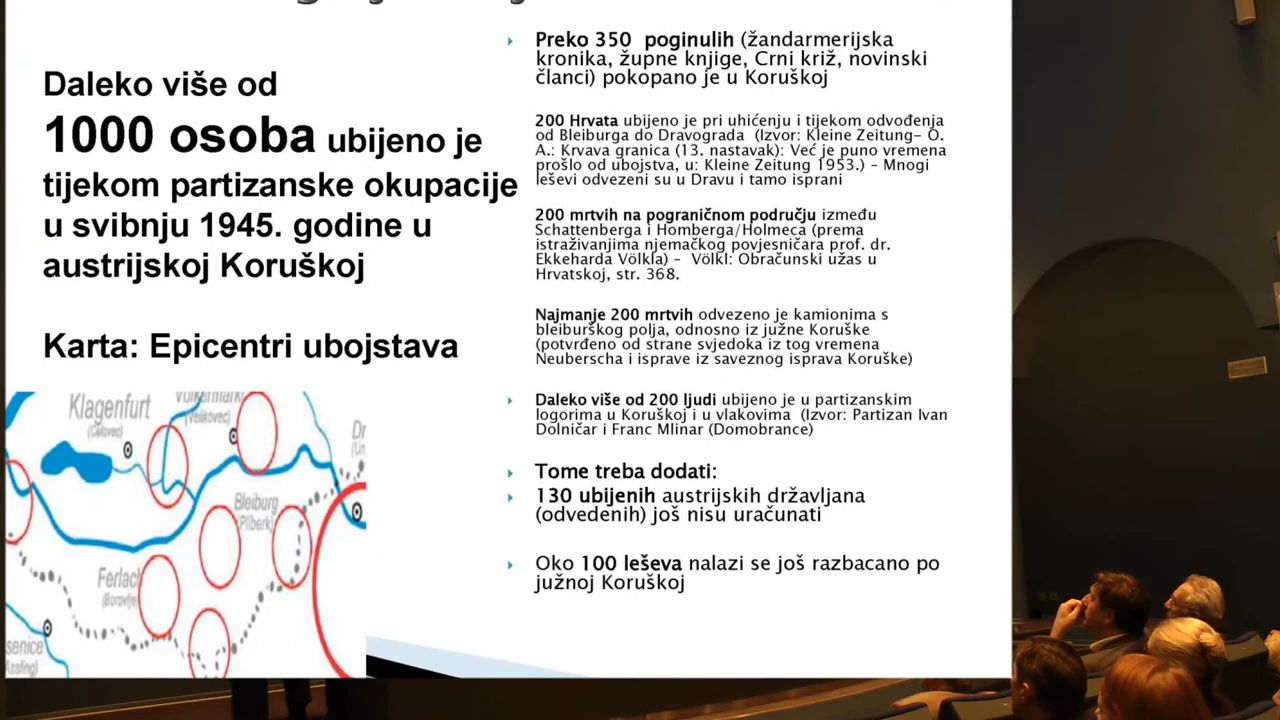 Daleko više od
1000 osoba ubijeno je
tijekom partizanske okupacije
u svibnju 1945. godine u
austrijskoj Koruškoj
Karta: Epicentri ubojstava
Klagenfurt
(Celovec)
(Velikovec)
Bleiburg
(Pliberk)
Ferlach
(Borovlje)
Preko 350 poginulih (žandarmerijska
kronika, župne knjige, Crni križ, novinski
članci) pokopano je u Koruškoj
200 Hrvata ubijeno je pri uhićenju i tijekom odvođenja
od Bleiburga do Dravograda (Izvor: Kleine Zeitung- O.
A.: Krvava granica (13. nastavak): Već je puno vremena
prošlo od ubojstva, u: Kleine Zeitung 1953.) – Mnogi
leševi odvezeni su u Dravu i tamo isprani
200 mrtvih na pograničnom području između
Schattenberga i Homberga/Holmeca (prema
istraživanjima njemačkog povjesničara prof. dr.
Ekkeharda Völkla) – Völkl: Obračunski užas u
Hrvatskoj, str. 368.
Najmanje 200 mrtvih odvezeno je kamionima s
bleiburškog polja, odnosno iz južne Koruške
(potvrđeno od strane svjedoka iz tog vremena
Neuberscha i isprave iz saveznog isprava Koruške)
Daleko više od 200 ljudi ubijeno je u partizanskim
logorima u Koruškoj i u vlakovima (Izvor: Partizan Ivan
Dolničar i Franc Mlinar (Domobrance)
Tome treba dodati:
130 ubijenih austrijskih državljana
(odvedenih) još nisu uračunati
Oko 100 leševa nalazi se još razbacano po
južnoj Koruškoj